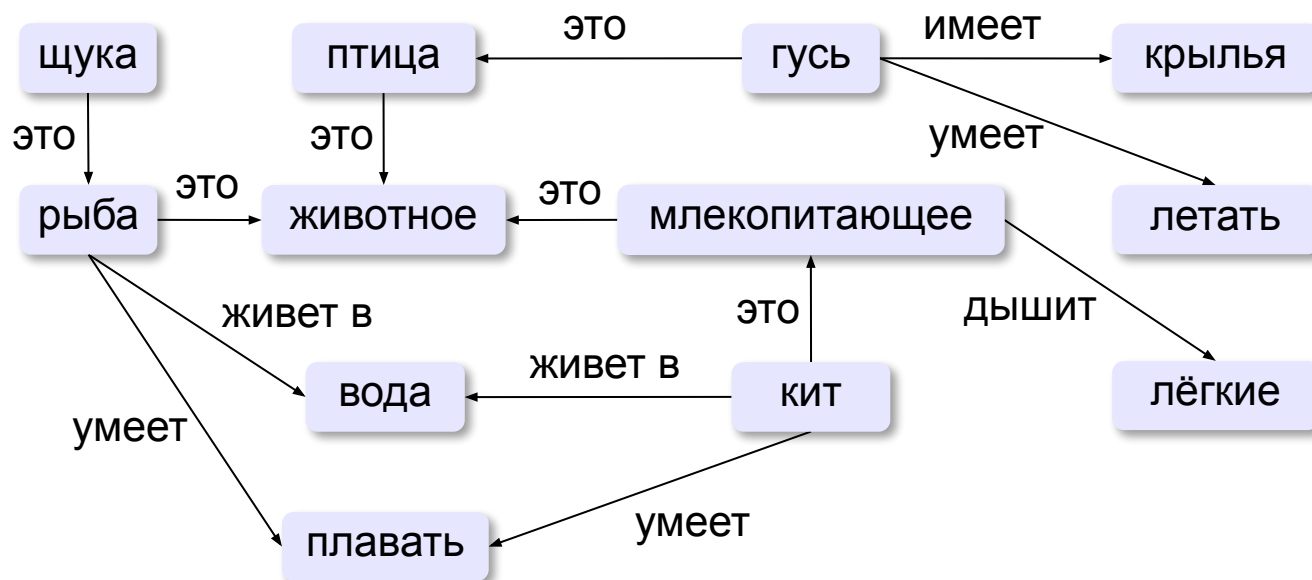 это
имеет
щука
птица
гусь
крылья
это
это
умеет
это
это
рыба
животное
млекопитающее
летать
живет в
это
дышит
живет в
вода
кит
лёгкие
умеет
умеет
плавать